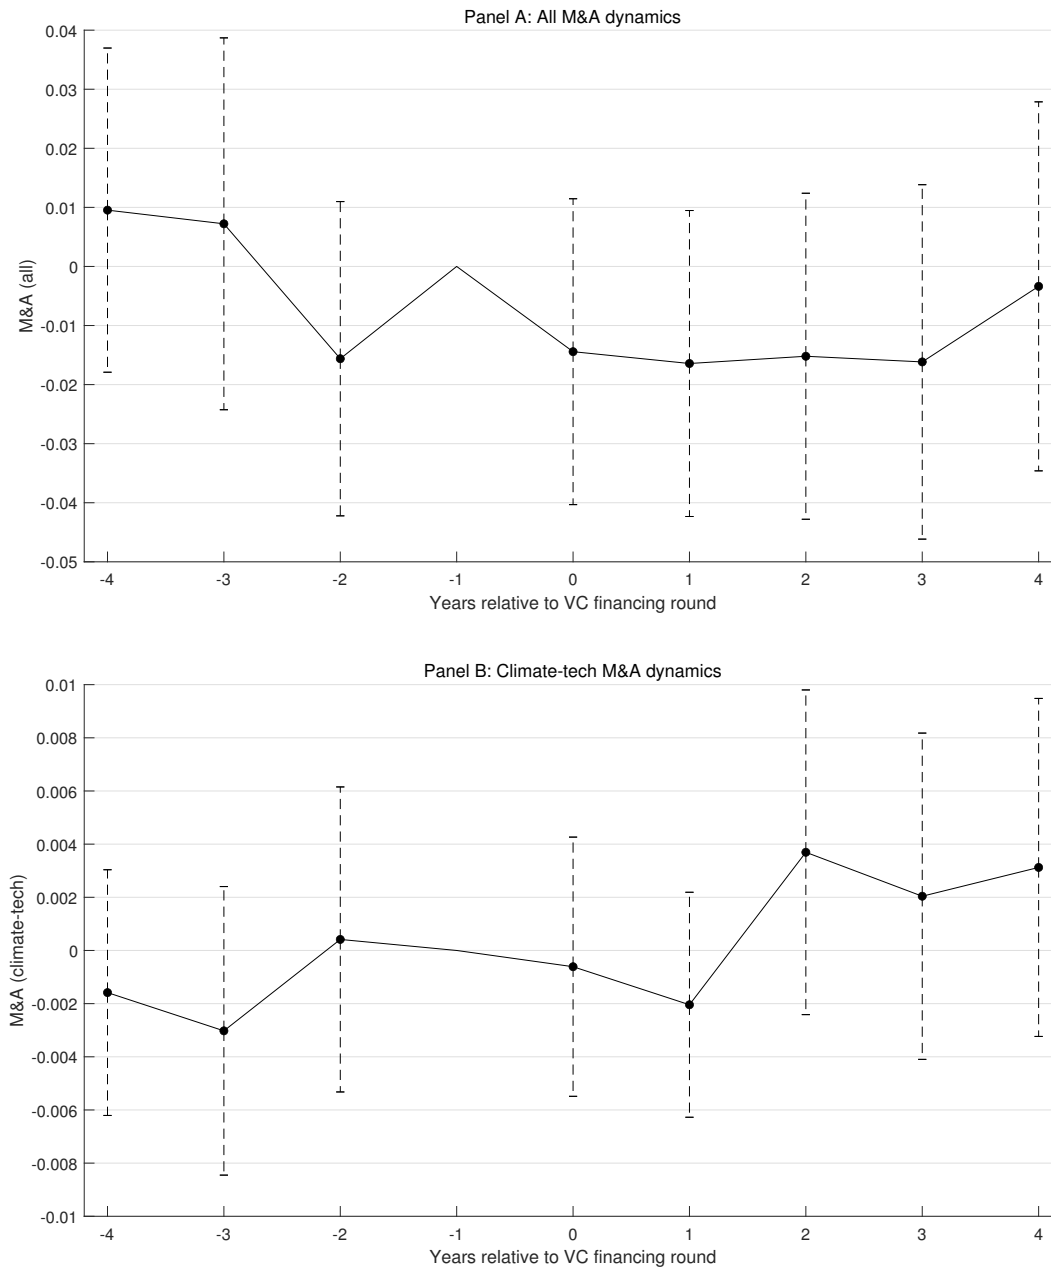 Panel A: All M&A dynamics
0.04
0.03
0.02
0.01
0
-0.01
-0.02
-0.03
-0.04
-0.05
M&A (all)
-4 -3 -2 -1 0 1 2 3 4
Years relative to VC financing round
Panel B: Climate-tech M&A dynamics
0.01
0.008
0.006
0.004
0.002
0
-0.002
-0.004
-0.006
-0.008
-0.01
M&A (climate-tech)
-4 -3 -2 -1 0 1 2 3 4
Years relative to VC financing round